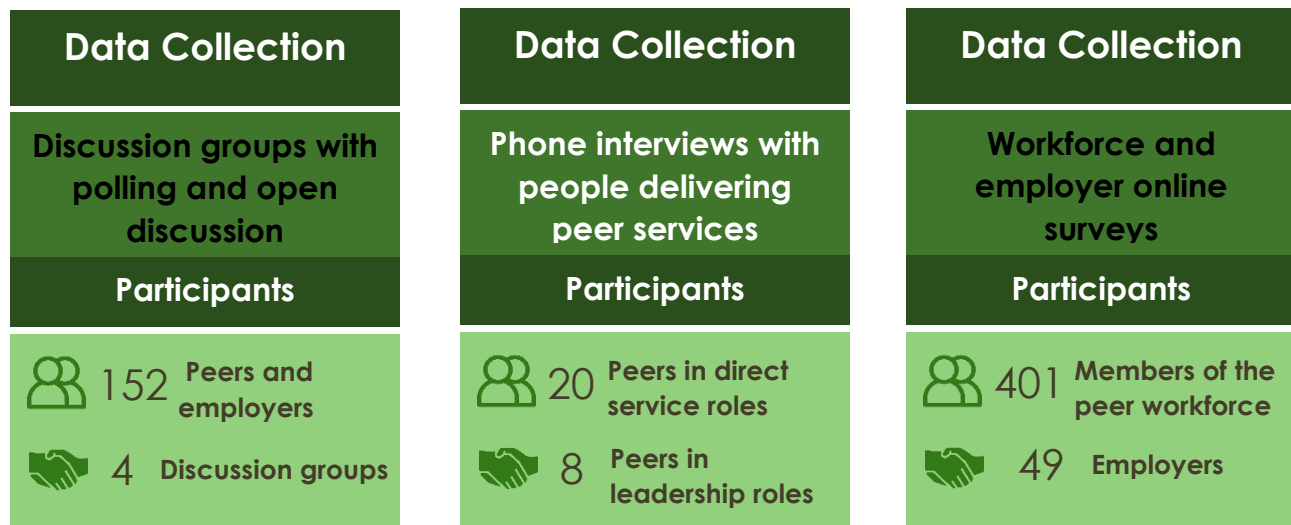 Data Collection
Discussion groups with
polling and open
discussion
Participants
152 Peers and
employers
4 Discussion groups
Data Collection
Phone interviews with
people delivering
peer services
Participants
20 Peers in direct
service roles
8 Peers in
leadership roles
Data Collection
Workforce and
employer online
surveys
Participants
401 Members of the
peer workforce
49 Employers